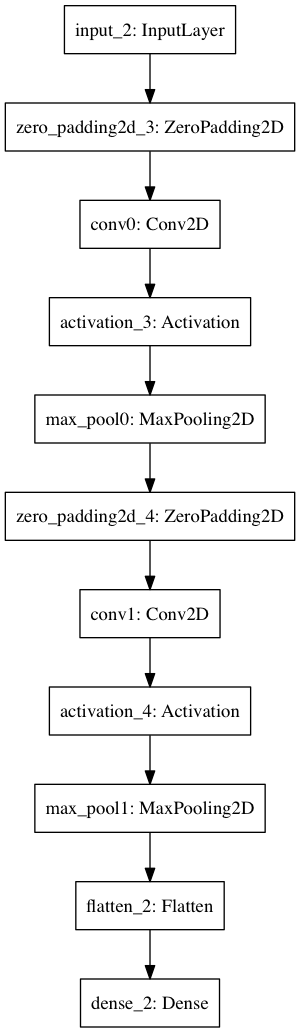 input_2: InputLayer
zero_padding2d_3: ZeroPadding2D
conv0: Conv2D
activation_3: Activation
max_pool0: MaxPooling2D
zero_padding2d_4: ZeroPadding2D
conv1: Conv2D
activation_4: Activation
max_pool1: MaxPooling2D
flatten_2: Flatten
dense_2: Dense